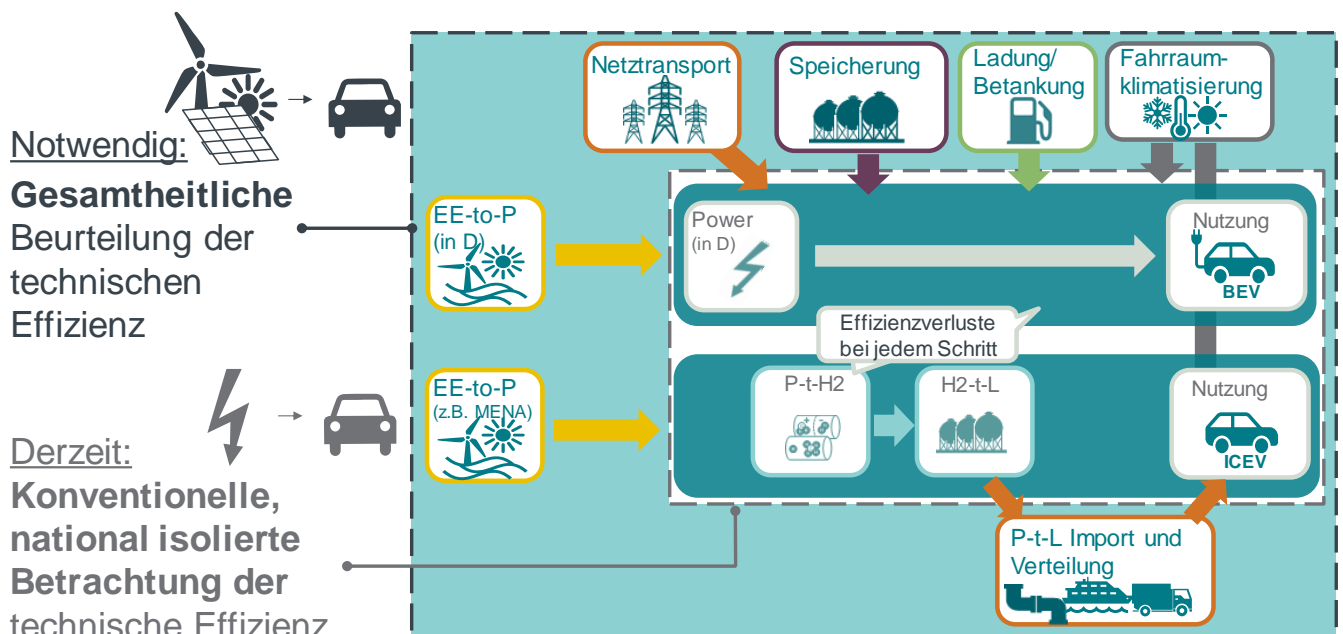 Notwendig:
Gesamtheitliche
Beurteilung der
technischen
Effizienz
Derzeit:
Konventionelle,
national isolierte
Betrachtung der
technische Effizienz
Netztransport
Speicherung
Ladung/
Betankung
Fahrraum-
klimatisierung
EE-to-P
(in D)
Power
(in D)
Nutzung
BEV
Effizienzverluste
bei jedem Schritt
EE-to-P
(z.B. MENA)
P-t-H2
H2-t-L
Nutzung
ICEV
P-t-L Import und
Verteilung